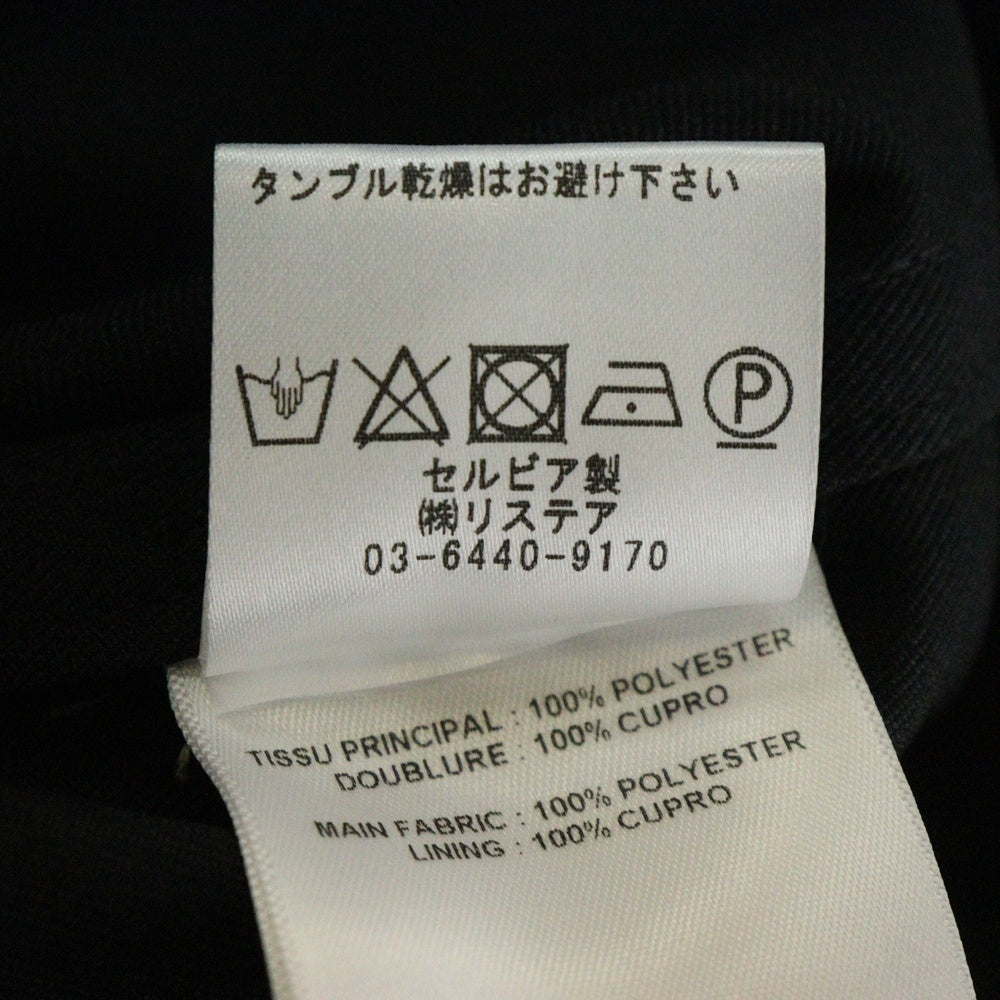 タンブル乾燥はお避け下さい
P
セルビア製
㈱リステア
03-6440-9170
TISSU PRINCIPAL : 100% POLYESTER
DOUBLURE : 100% CUPRO
MAIN FABRIC : 100% POLYESTER
LINING : 100% CUPRO